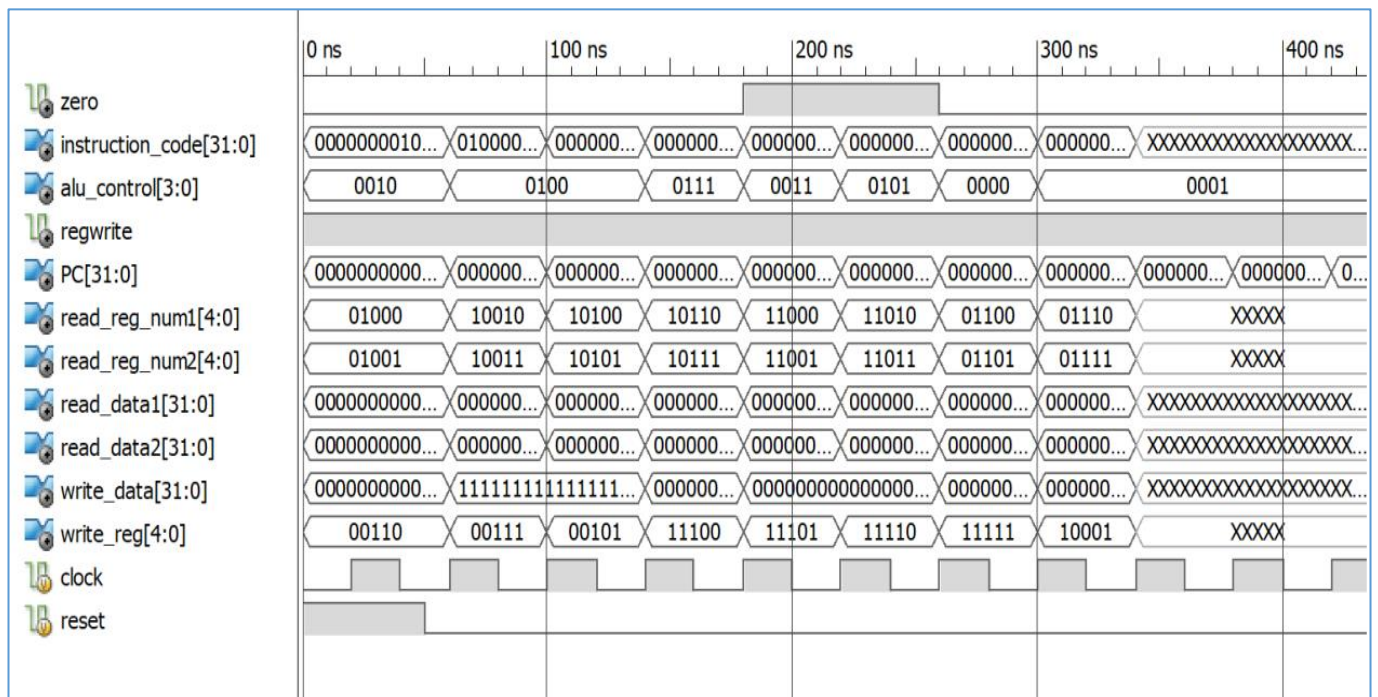 0 ns 100 ns 200 ns 300 ns 400 ns
zero
instruction_code[31:0] 0000000010... 010000... 000000... 000000... 000000... 000000... 000000... 000000... XXXXXXXXXXXXXXXXXX...
alu_control[3:0] 0010 0100 0111 0011 0101 0000 0001
regwrite
PC[31:0] 0000000000... 000000... 000000... 000000... 000000... 000000... 000000... 000000... 000000... 000000... 0...
read_reg_num1[4:0] 01000 10010 10100 10110 11000 11010 01100 01110 XXXXX
read_reg_num2[4:0] 01001 10011 10101 10111 11001 11011 01101 01111 XXXXX
read_data1[31:0] 0000000000... 000000... 000000... 000000... 000000... 000000... 000000... 000000... XXXXXXXXXXXXXXXXXX...
read_data2[31:0] 0000000000... 000000... 000000... 000000... 000000... 000000... 000000... 000000... XXXXXXXXXXXXXXXXXX...
write_data[31:0] 0000000000... 111111111111111... 000000... 000000000000000... 000000... 000000... XXXXXXXXXXXXXXXXXX...
write_reg[4:0] 00110 00111 00101 11100 11101 11110 11111 10001 XXXXX
clock
reset